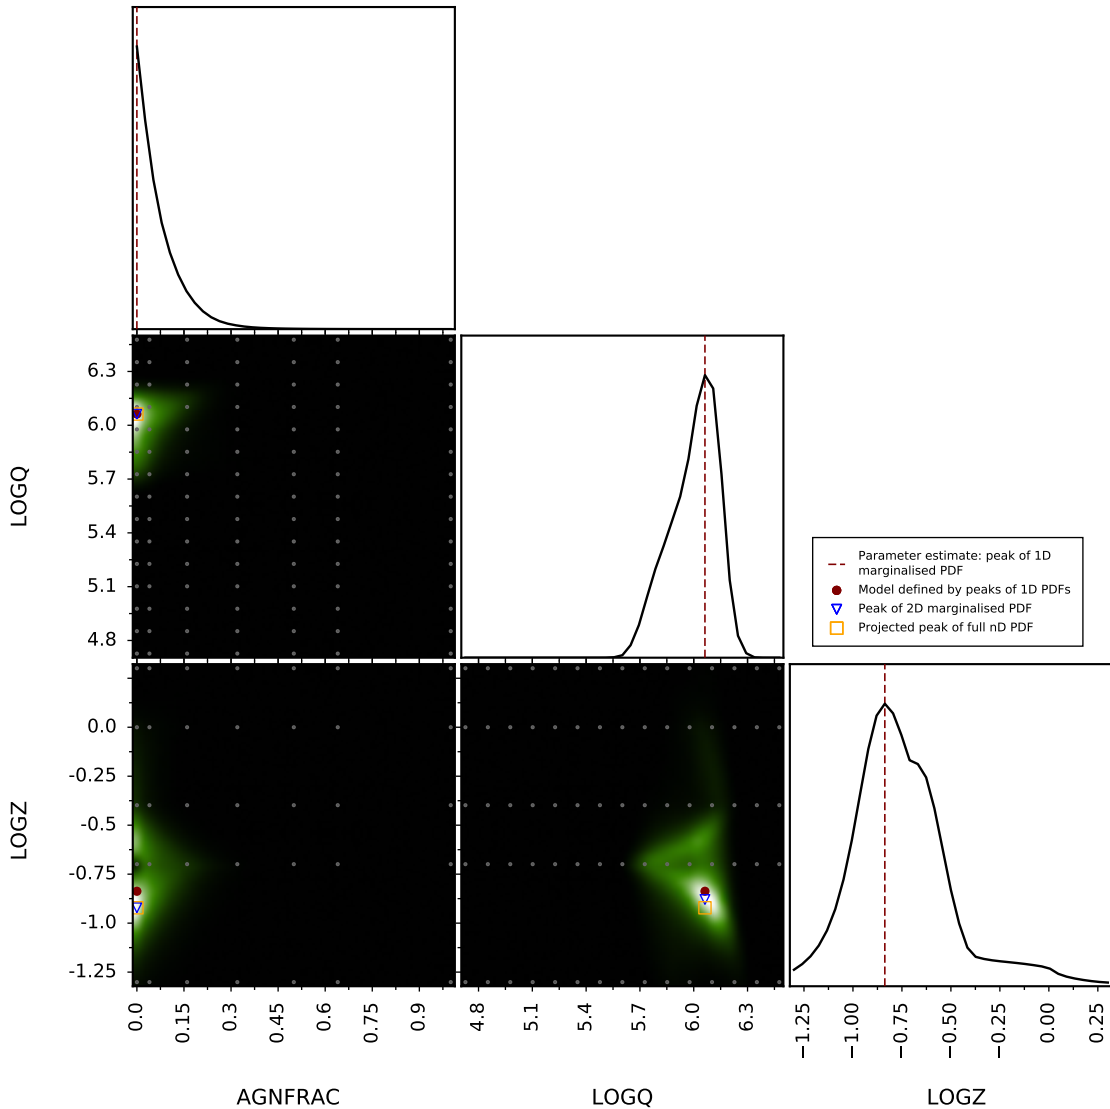 6.3
6.0
5.7
5.4
5.1
4.8
LOGQ
Parameter estimate: peak of 1D
marginalised PDF
Model defined by peaks of 1D PDFs
Peak of 2D marginalised PDF
Projected peak of full nD PDF
0.0
-0.25
-0.5
-0.75
-1.0
-1.25
LOGZ
0.0 0.15 0.3 0.45 0.6 0.75 0.9
4.8 5.1 5.4 5.7 6.0 6.3
−1.25 −1.00 −0.75 −0.50 −0.25 0.00 0.25
AGNFRAC
LOGQ
LOGZ